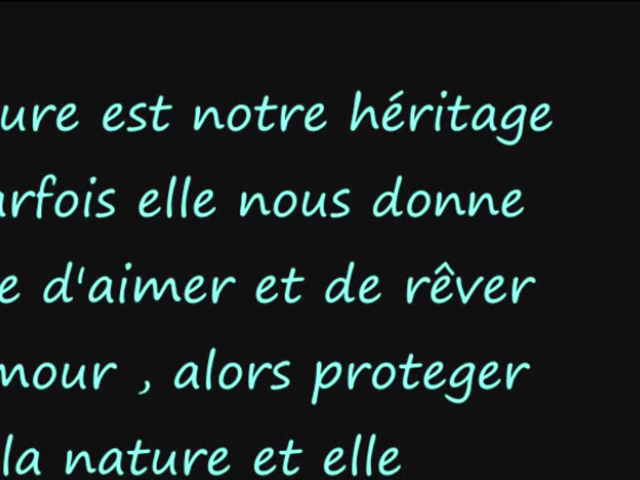 ure est notre héritage
arfois elle nous donne
e d'aimer et de rêver
mour , alors proteger
la nature et elle